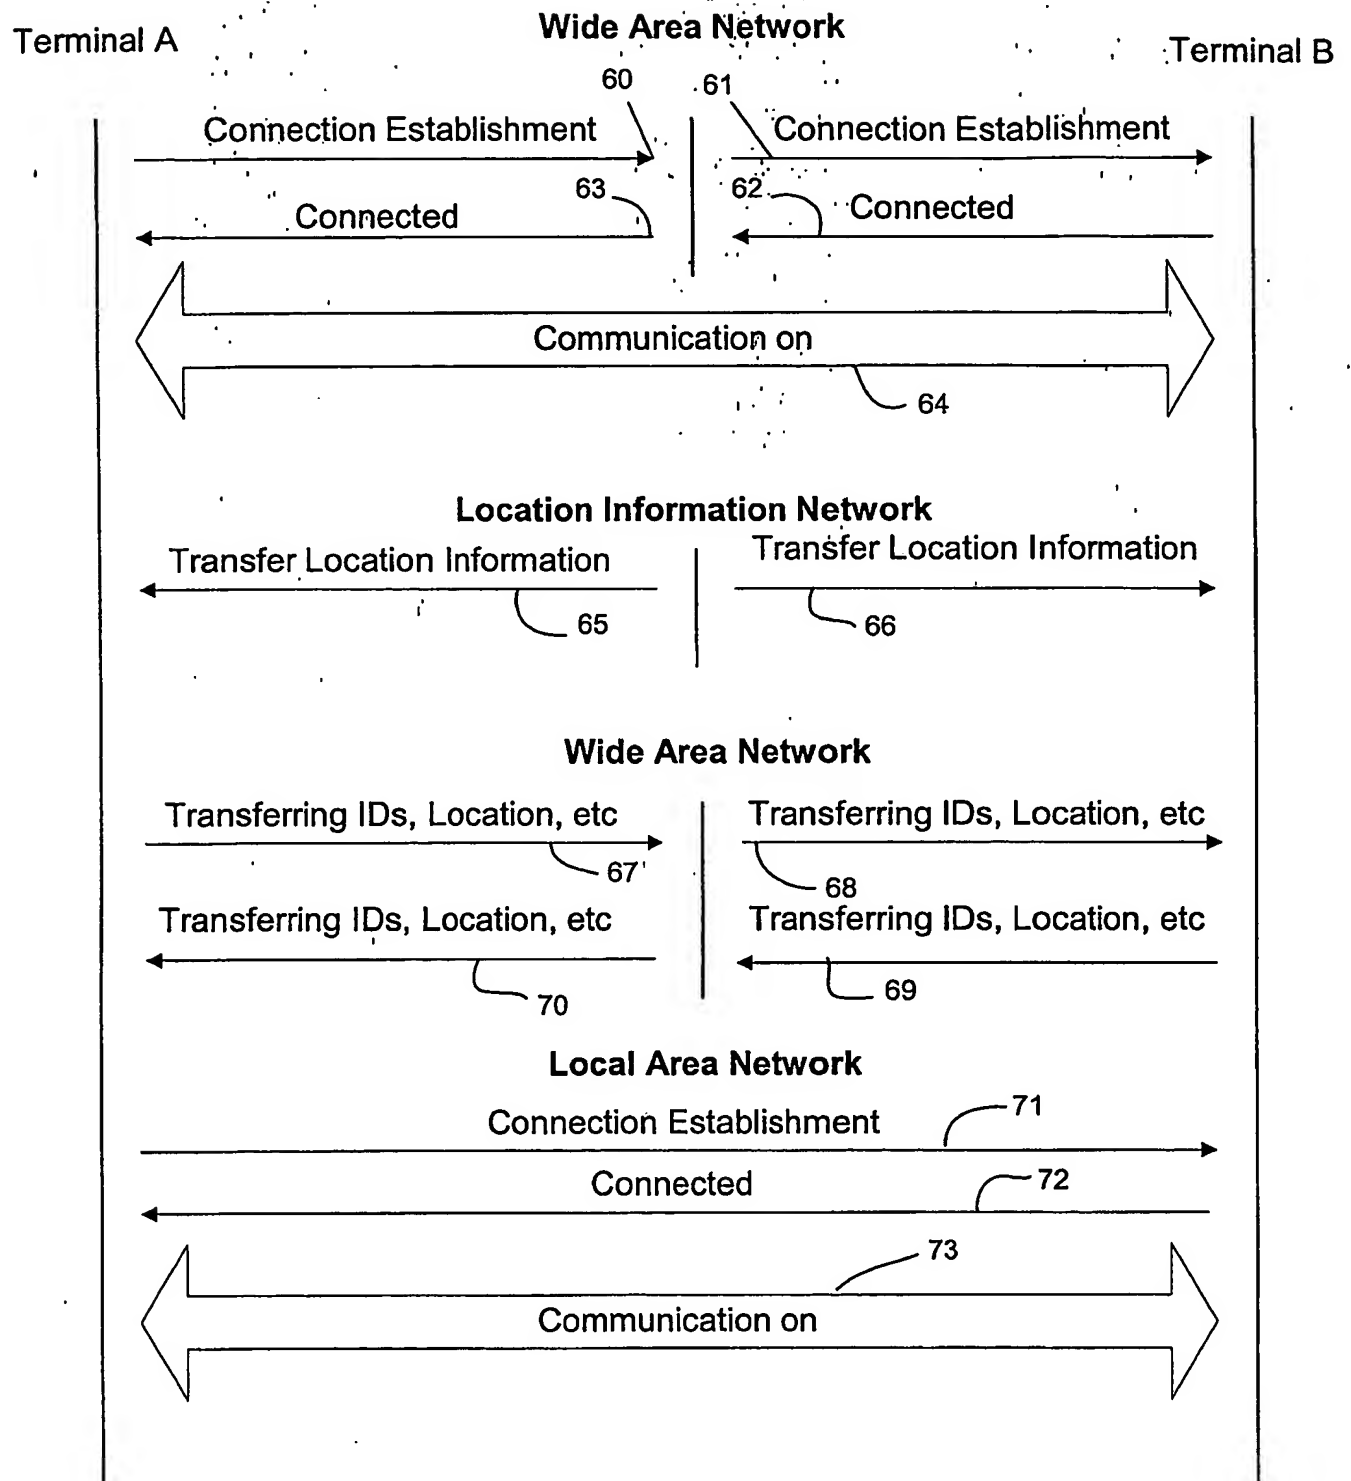 Wide Area Network
Terminal A
Terminal B
60
61
Connection Establishment
Connection Establishment
63
62
Connected
Connected
Communication on
64
Location Information Network
Transfer Location Information
Transfer Location Information
65
66
Wide Area Network
Transferring IDs, Location, etc
Transferring IDs, Location, etc
67
68
Transferring IDs, Location, etc
Transferring IDs, Location, etc
70
69
Local Area Network
71
Connection Establishment
Connected
72
73
Communication on